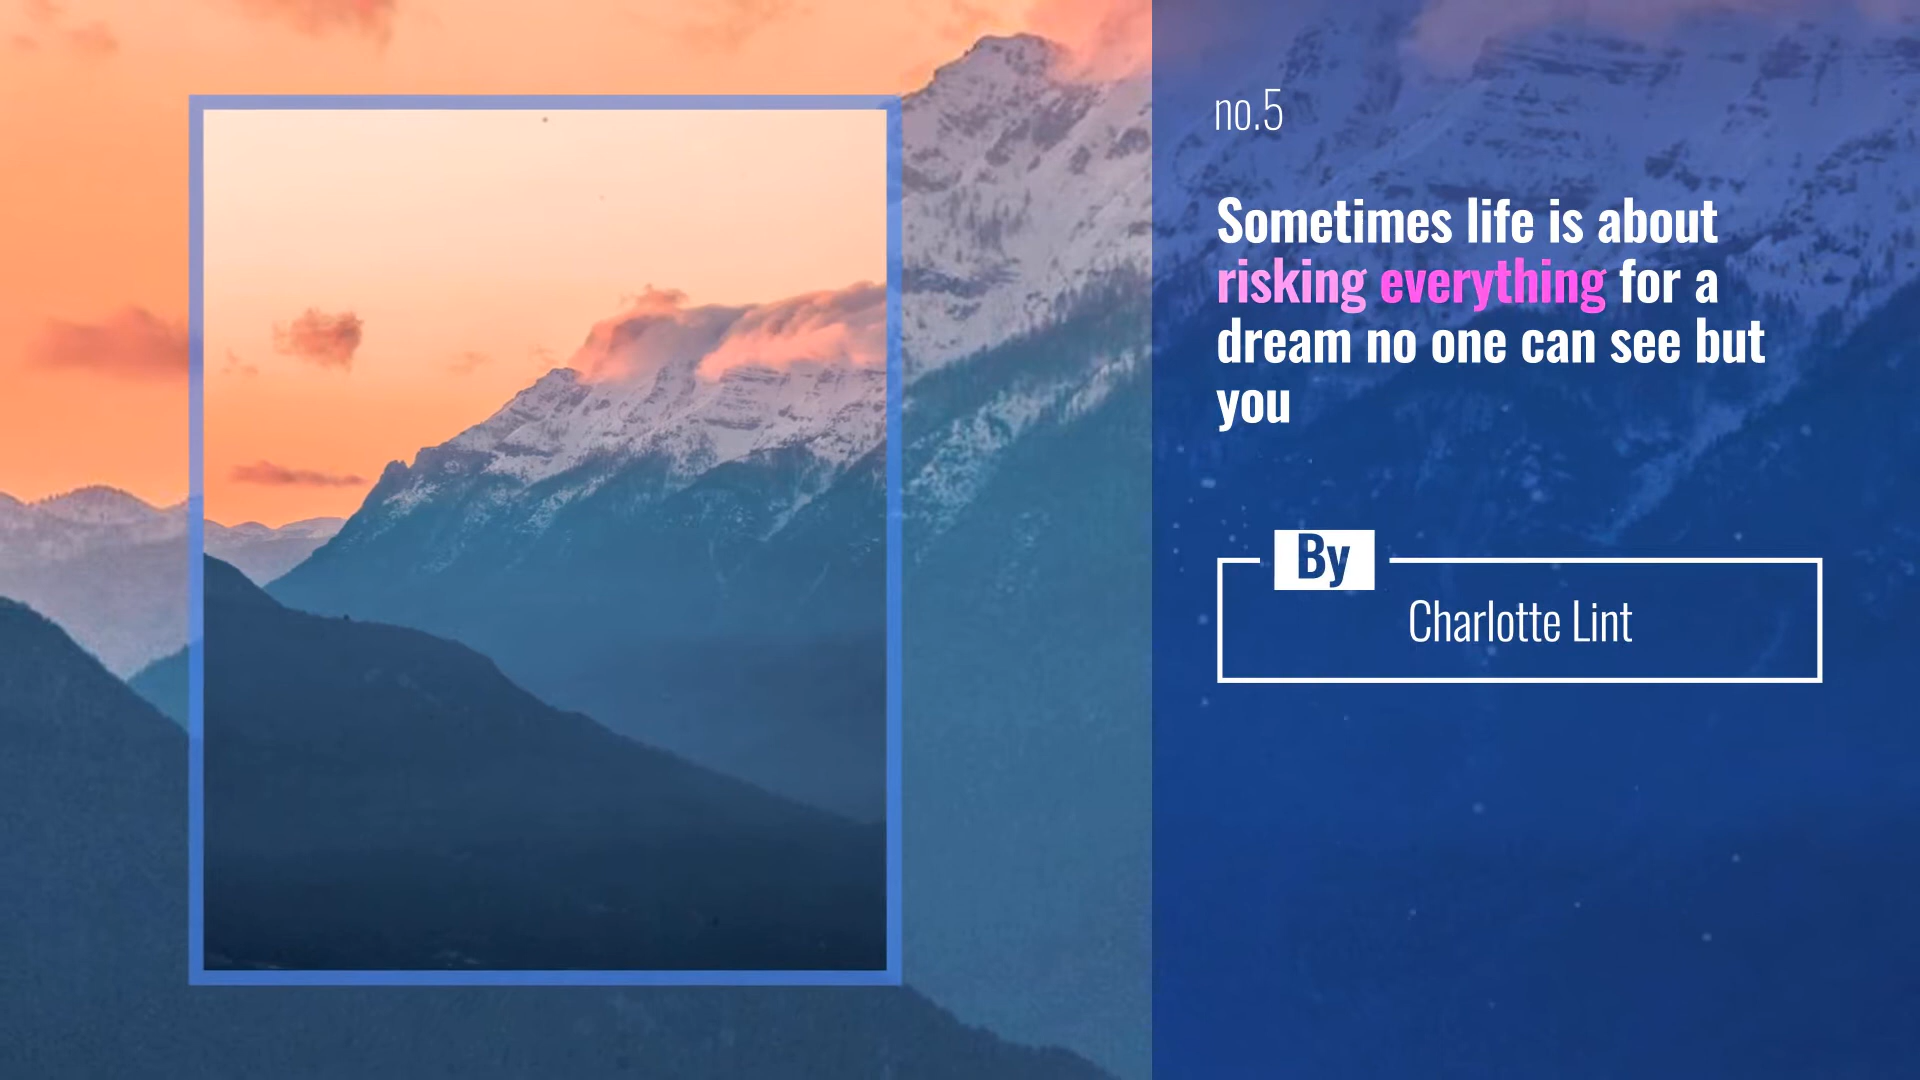 no.5
Sometimes life is about
risking everything for a
dream no one can see but
you
By
Charlotte Lint